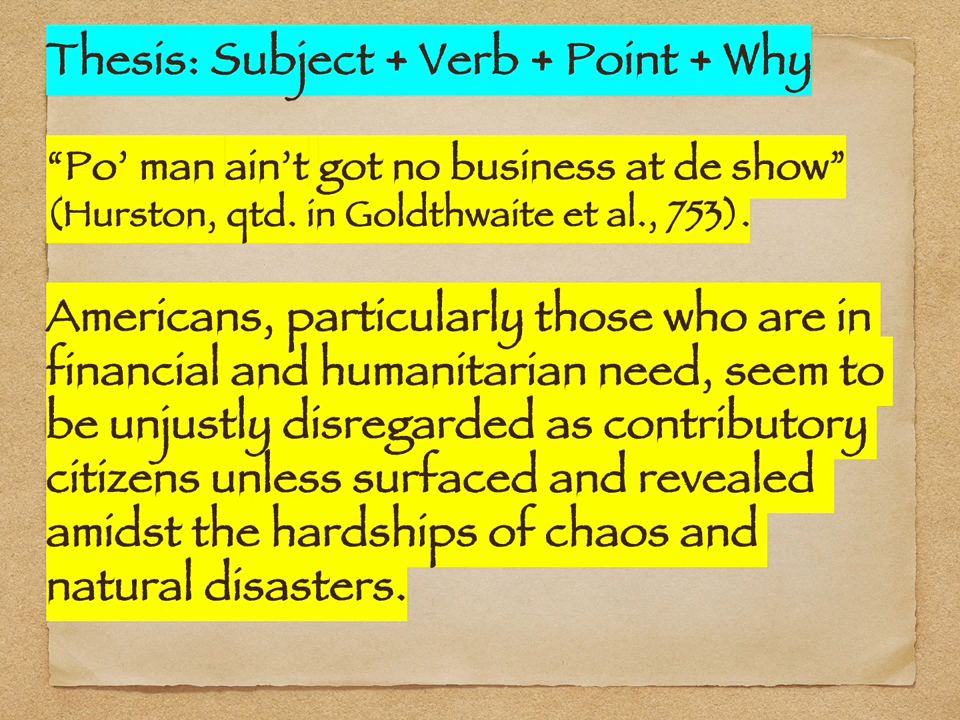 Thesis: Subject + Verb + Point + Why
“Po’ man ain’t got no business at de show”
(Hurston, qtd. in Goldthwaite et al., 753).
Americans, particularly those who are in
financial and humanitarian need, seem to
be unjustly disregarded as contributory
citizens unless surfaced and revealed
amidst the hardships of chaos and
natural disasters.